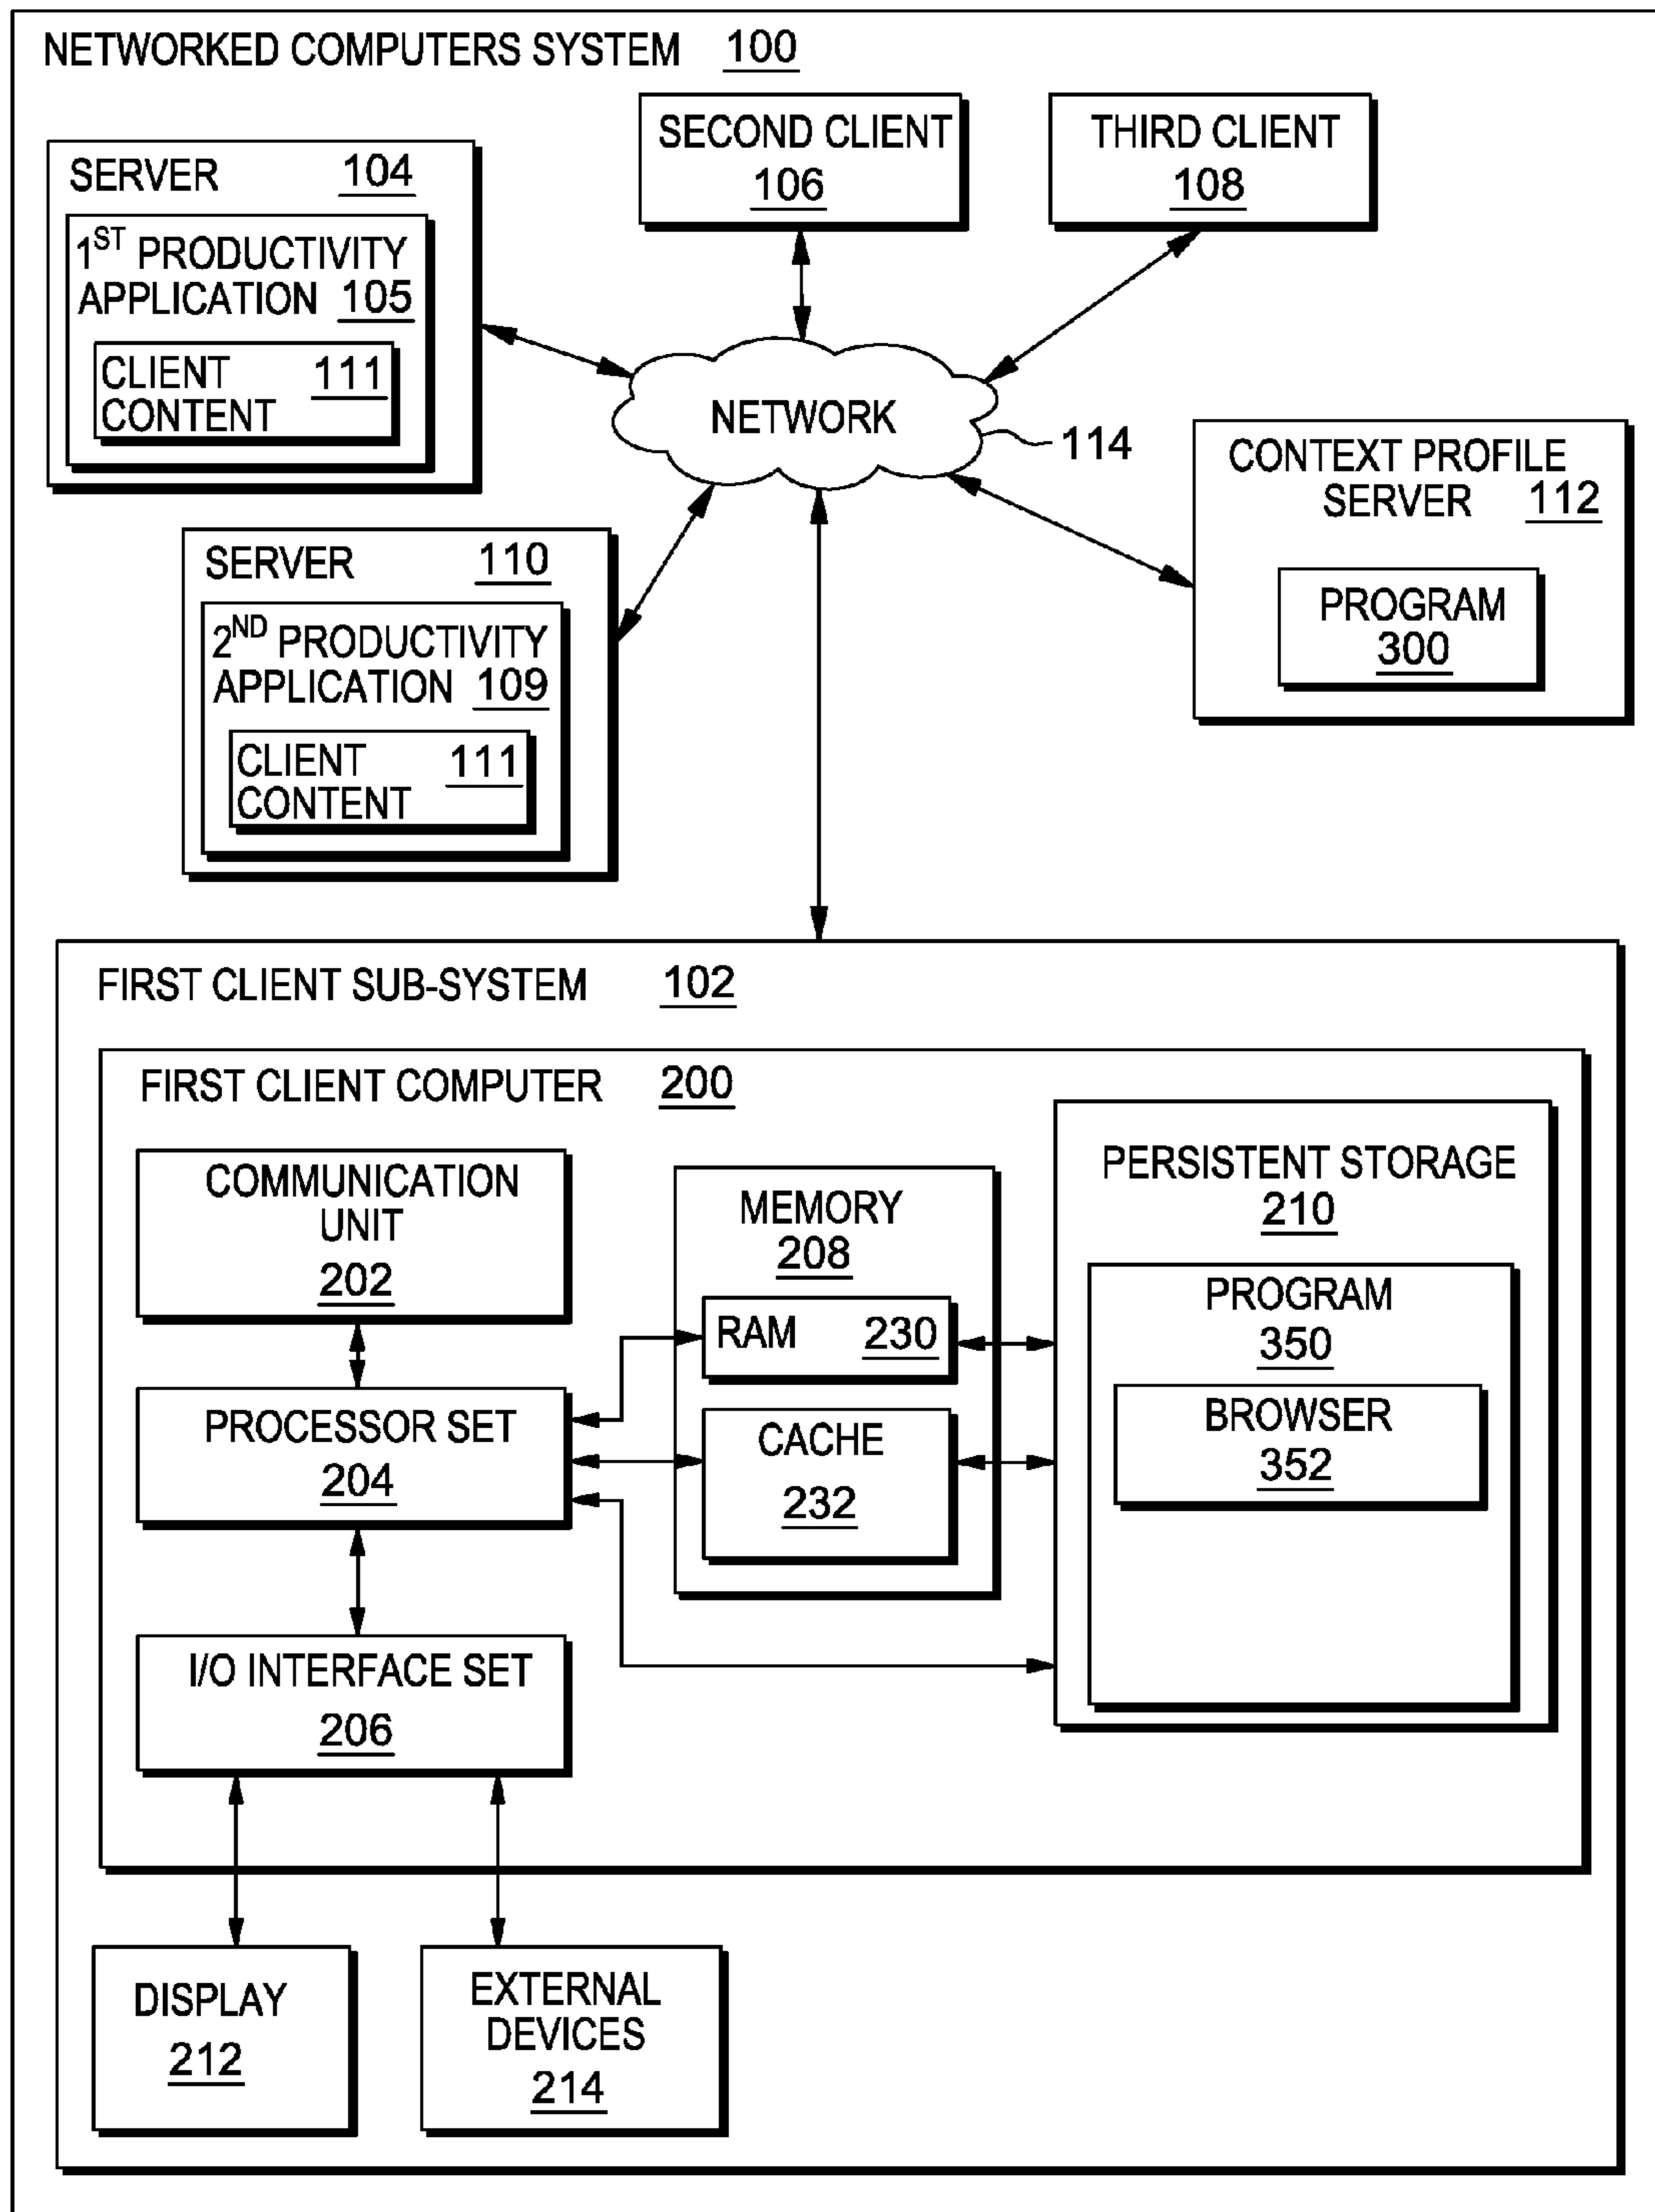 NETWORKED COMPUTERS SYSTEM 100
SECOND CLIENT
106
THIRD CLIENT
108
SERVER 104
1ST PRODUCTIVITY
APPLICATION 105
CLIENT 111
CONTENT
NETWORK
114
CONTEXT PROFILE
SERVER 112
PROGRAM
300
SERVER 110
2ND PRODUCTIVITY
APPLICATION 109
CLIENT 111
CONTENT
FIRST CLIENT SUB-SYSTEM 102
FIRST CLIENT COMPUTER 200
COMMUNICATION
UNIT
202
PROCESSOR SET
204
I/O INTERFACE SET
206
MEMORY
208
RAM 230
CACHE
232
PERSISTENT STORAGE
210
PROGRAM
350
BROWSER
352
DISPLAY
212
EXTERNAL
DEVICES
214